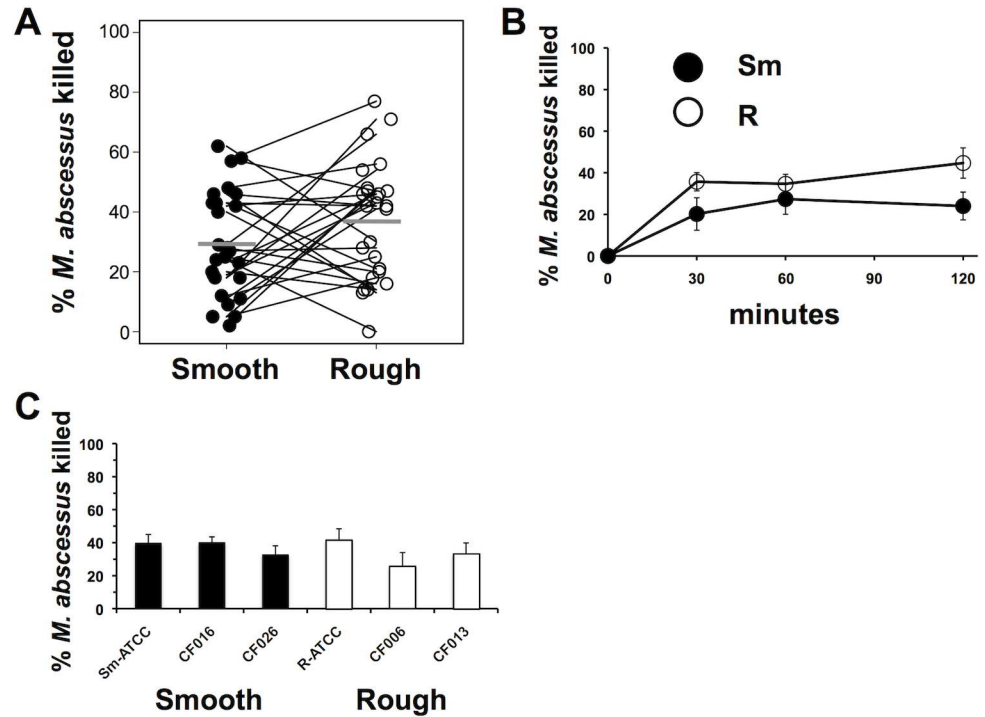 A
% M. abscessus killed
100
80
60
40
20
0
Smooth Rough
B
% M. abscessus killed
100
80
60
40
20
0
Sm
R
0 30 60 90 120
minutes
C
% M. abscessus killed
100
80
60
40
20
0
Sm-ATCC CF016 CF026 R-ATCC CF006 CF013
Smooth Rough